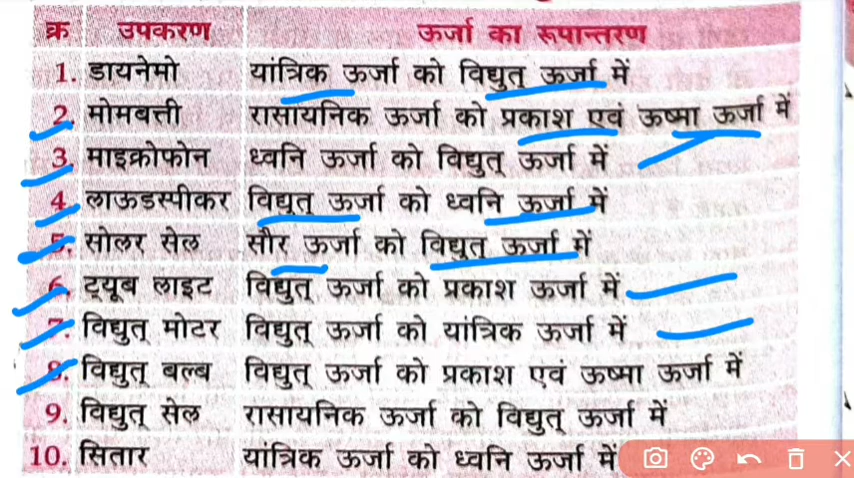 क्र उपकरण ऊर्जा का रूपान्तरण
1. डायनेमो यांत्रिक ऊर्जा को विद्युत् ऊर्जा में
2. मोमबत्ती रासायनिक ऊर्जा को प्रकाश एवं ऊष्मा ऊर्जा में
3. माइक्रोफोन ध्वनि ऊर्जा को विद्युत् ऊर्जा में
4. लाऊडस्पीकर विद्युत् ऊर्जा को ध्वनि ऊर्जा में
5. सोलर सेल सौर ऊर्जा को विद्युत् ऊर्जा में
6. ट्यूब लाइट विद्युत् ऊर्जा को प्रकाश ऊर्जा में
7. विद्युत् मोटर विद्युत् ऊर्जा को यांत्रिक ऊर्जा में
8. विद्युत् बल्ब विद्युत् ऊर्जा को प्रकाश एवं ऊष्मा ऊर्जा में
9. विद्युत् सेल रासायनिक ऊर्जा को विद्युत् ऊर्जा में
10. सितार यांत्रिक ऊर्जा को ध्वनि ऊर्जा में